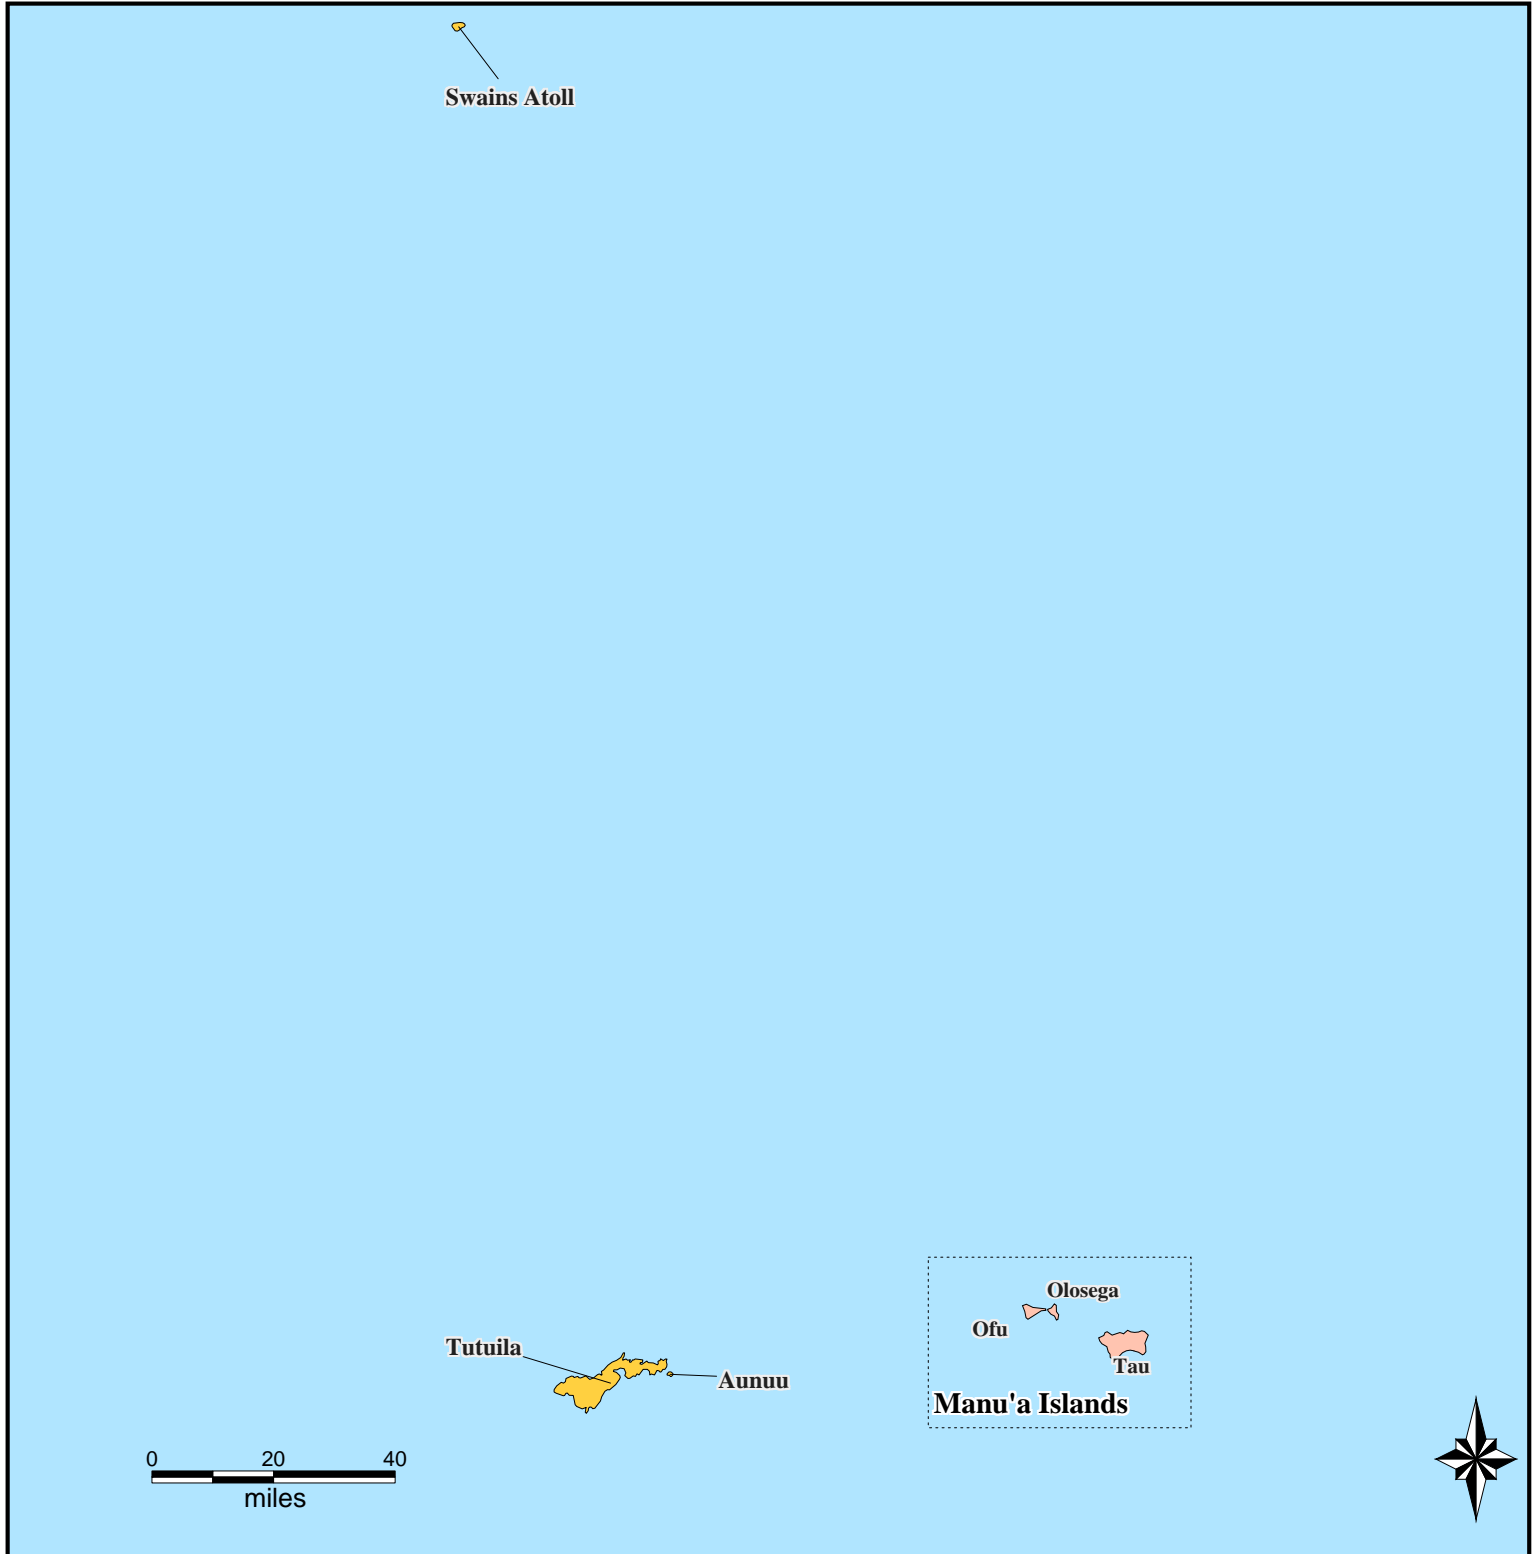 Swains Atoll
Olosega
Ofu
Tutuila
Tau
Aunuu
Manu'a Islands
0 20 40
miles